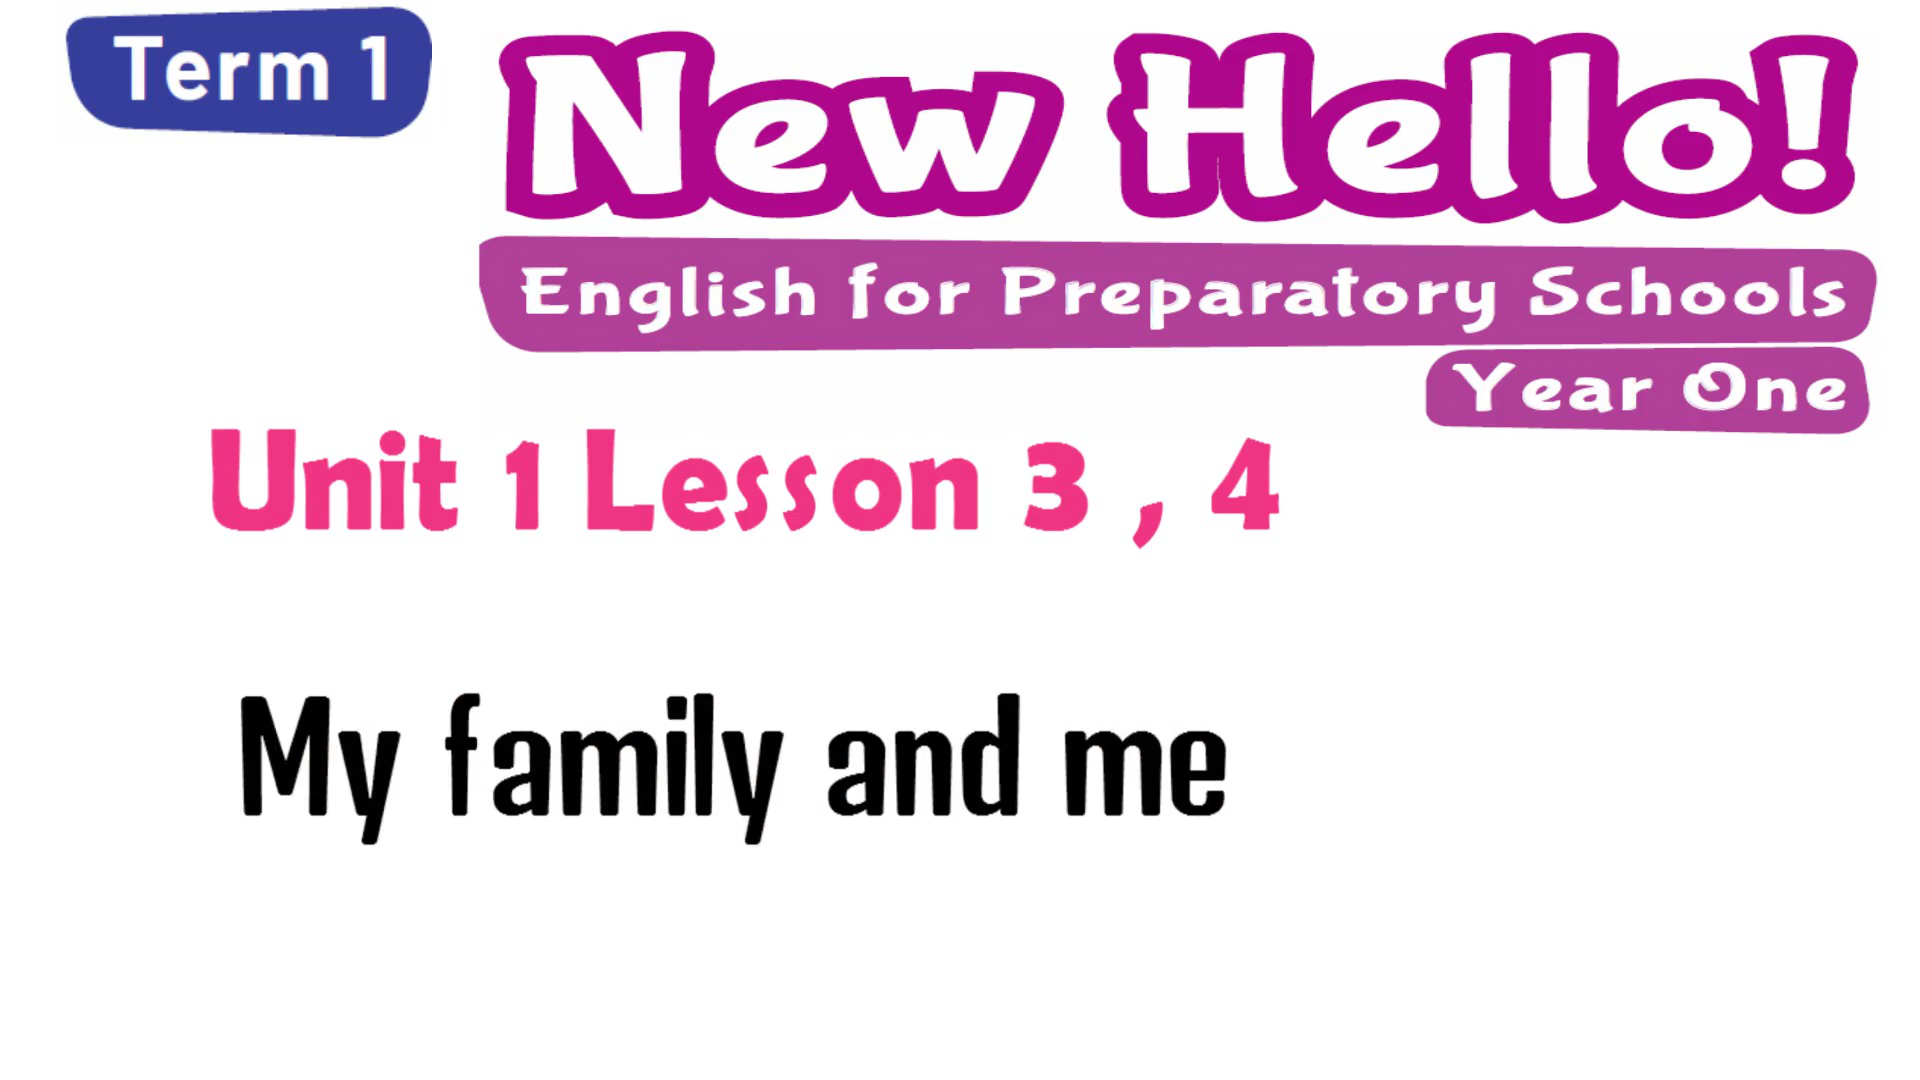 Term 1
New Hello!
English for Preparatory Schools
Year One
Unit 1 Lesson 3 , 4
My family and me